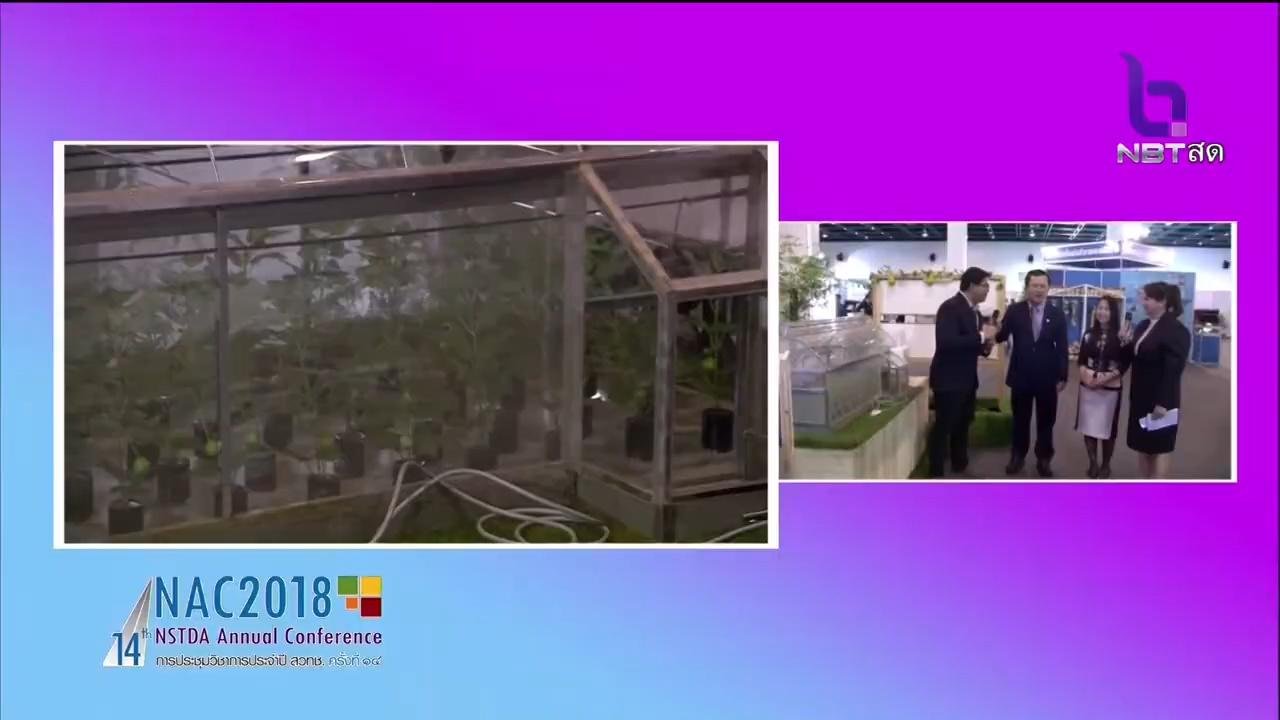 NBTสด
NAC2018
14th NSTDA Annual Conference
การประชุมวิชาการประจำปี สวทช. ครั้งที่ ๑๔